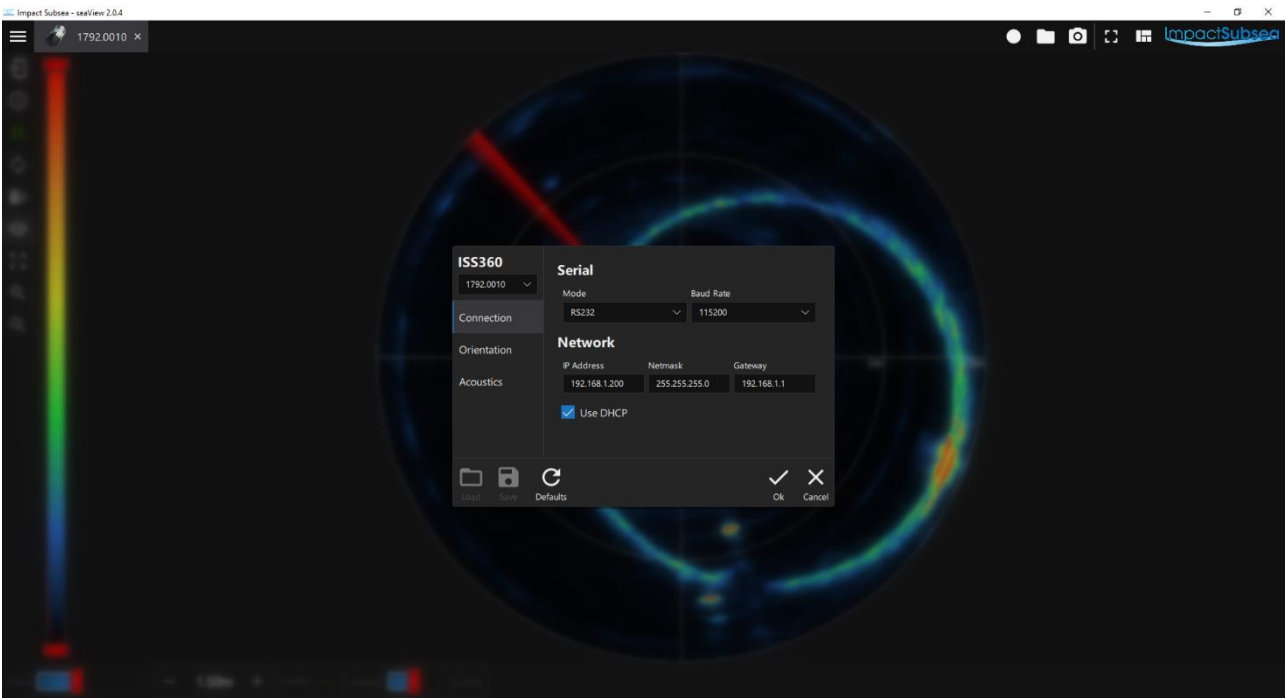 Impact Subsea - seaView 2.0.4
1792.0010
ImpactSubsea
ISS360
1792.0010
Connection
Orientation
Acoustics
Serial
Mode Baud Rate
RS232 115200
Network
IP Address Netmask Gateway
192.168.1.200 255.255.255.0 192.168.1.1
Use DHCP
Load Save Defaults Ok Cancel
1.50m